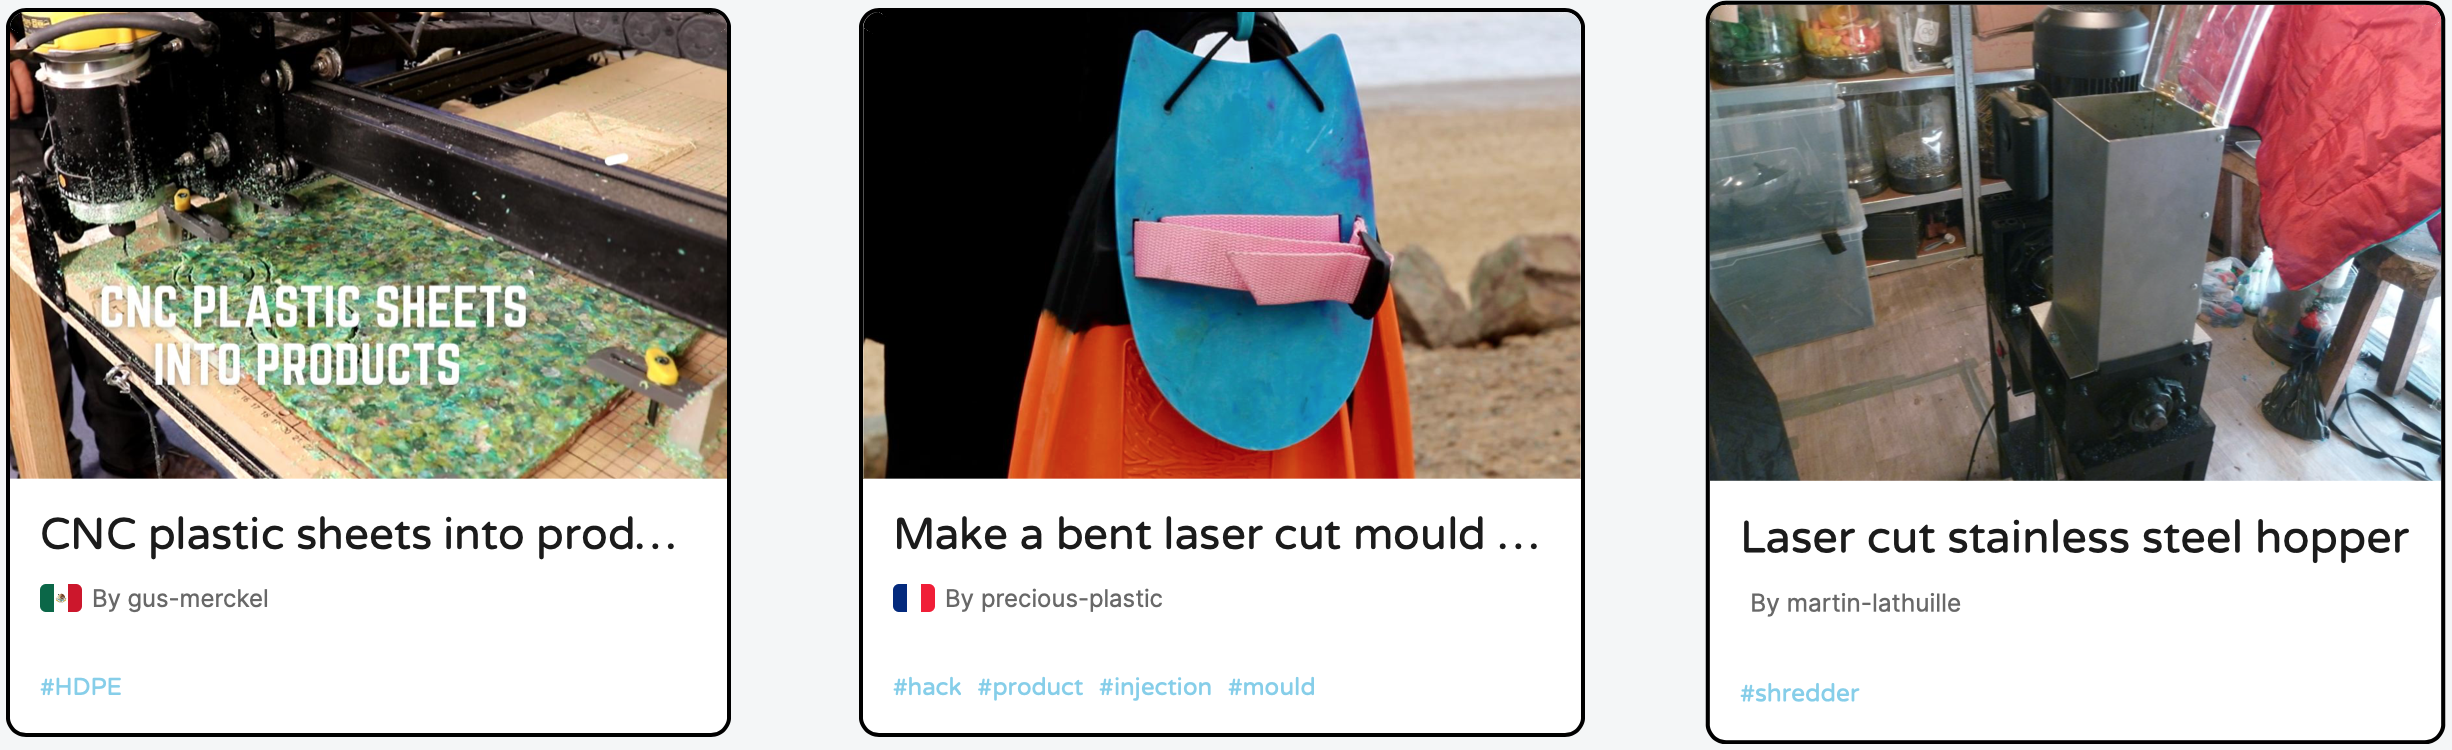 CNC PLASTIC SHEETS
INTO PRODUCTS
CNC plastic sheets into prod...
By gus-merckel
#HDPE
Make a bent laser cut mould ...
By precious-plastic
#hack #product #injection #mould
Laser cut stainless steel hopper
By martin-lathuille
#shredder